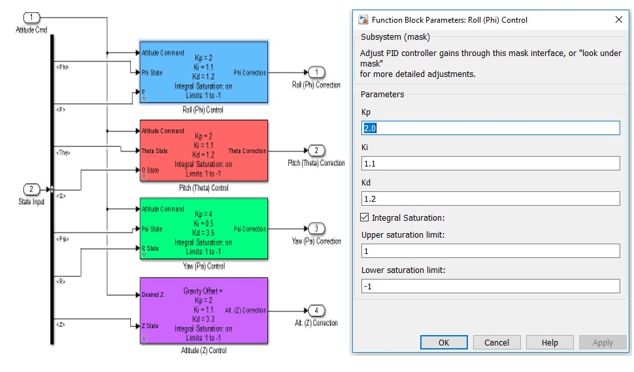 1
Attitude Cmd
<Phi>
<P>
<The>
2
State Input
<Q>
<Psi>
<R>
<Z>
Attitude Command
Kp = 2
Ki = 1.1
Phi State
Kd = 1.2
Phi Correction
Integral Saturation: on
P
Limits: 1 to -1
Roll (Phi) Control
1
Roll (Phi) Correction
Attitude Command
Kp = 2
Ki = 1.1
Theta State
Kd = 1.2
Theta Correction
Integral Saturation: on
Q State
Limits: 1 to -1
Pitch (Theta) Control
2
Pitch (Theta) Correction
Attitude Command
Kp = 4
Ki = 0.5
Psi State
Kd = 3.5
Psi Correction
Integral Saturation: on
R State
Limits: 1 to -1
Yaw (Psi) Control
3
Yaw (Psi) Correction
Desired Z
Gravity Offset =
Kp = 2
Ki = 1.1
Alt. (Z) Correction
Kd = 3.3
Z State
Integral Saturation: on
Limits: 1 to -1
Altitude (Z) Control
4
Alt. (Z) Correction
Function Block Parameters: Roll (Phi) Control
Subsystem (mask)
Adjust PID controller gains through this mask interface, or "look under
mask"
for more detailed adjustments.
Parameters
Kp
2.0
Ki
1.1
Kd
1.2
Integral Saturation:
Upper saturation limit:
1
Lower saturation limit:
-1
OK
Cancel
Help
Apply